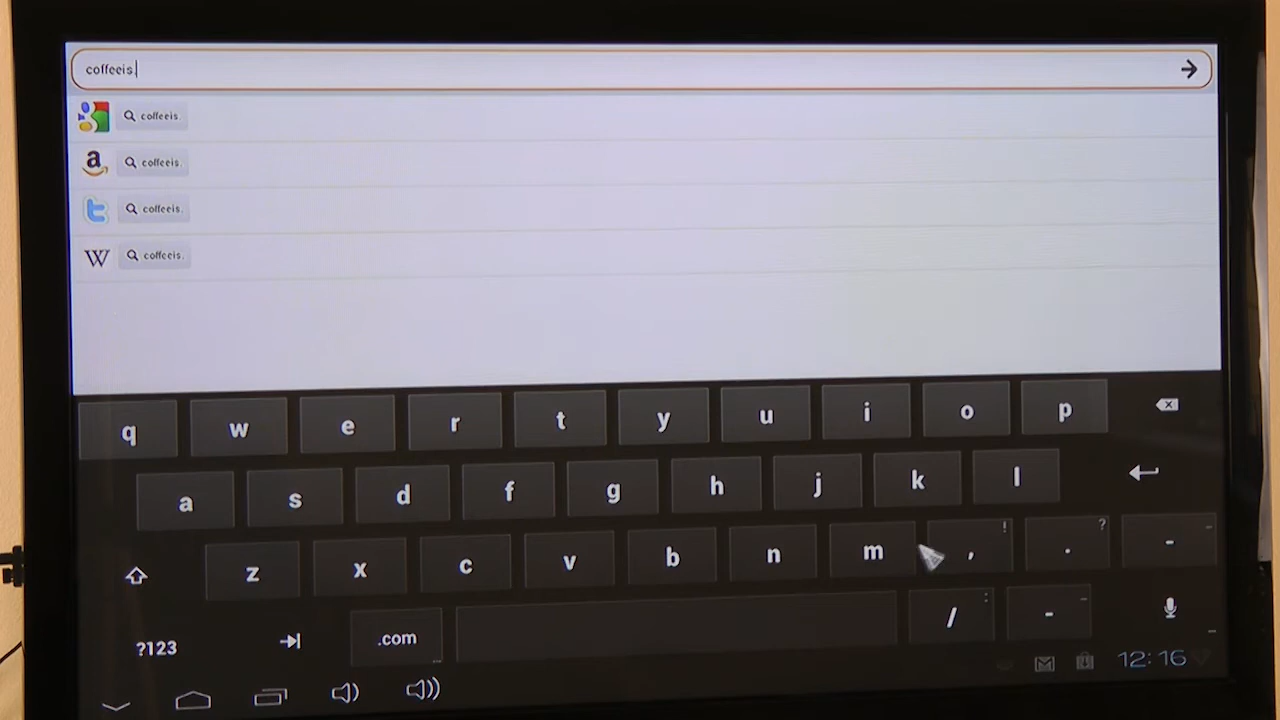 coffeeis.
coffeeis.
a coffeeis.
t coffeeis.
W coffeeis.
q w e r t y u i o p
a s d f g h j k l
z x c v b n m , ! . ? - _
?123 .com / : - _
12:16